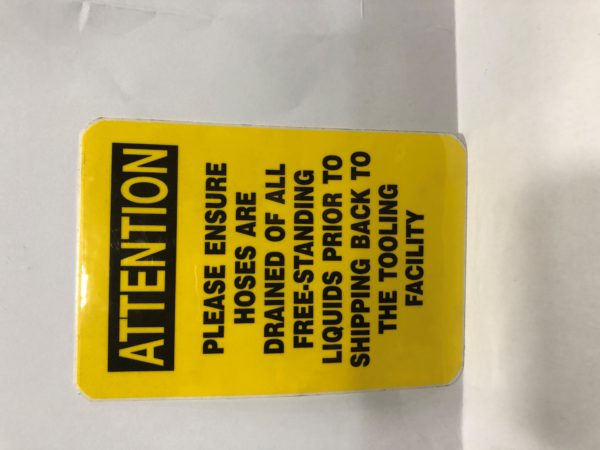 ATTENTION
PLEASE ENSURE
HOSES ARE
DRAINED OF ALL
FREE-STANDING
LIQUIDS PRIOR TO
SHIPPING BACK TO
THE TOOLING
FACILITY